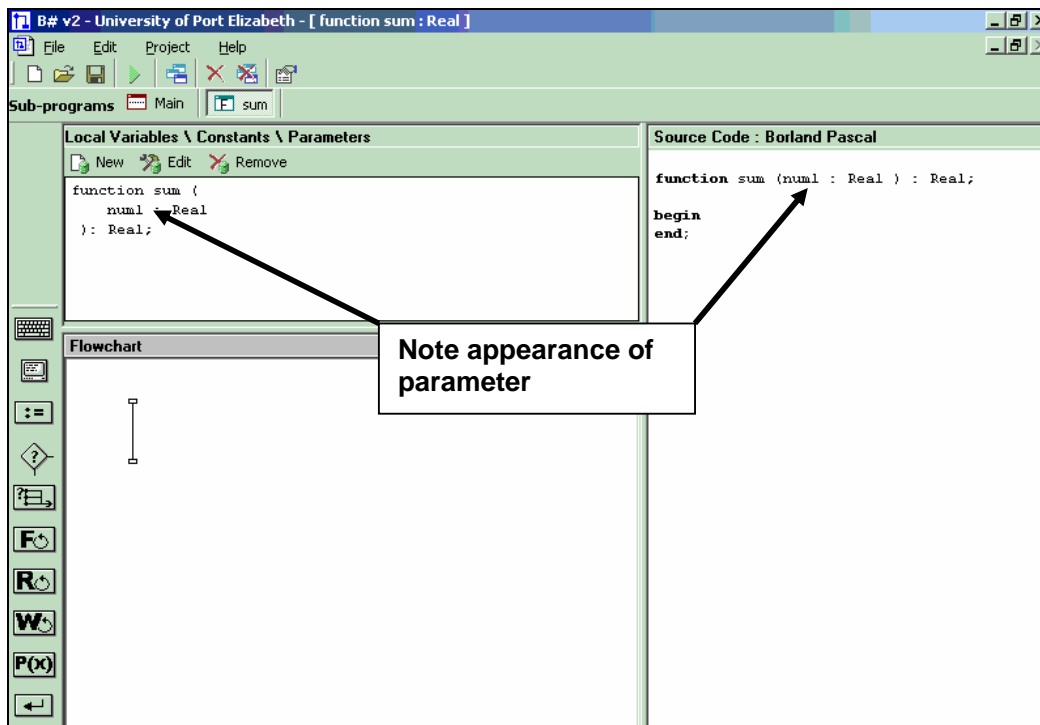 B# v2 - University of Port Elizabeth - [ function sum : Real ]
File Edit Project Help
Sub-programs Main F sum
Local Variables \ Constants \ Parameters
New Edit Remove
function sum (
num1 : Real
): Real;
Source Code : Borland Pascal
function sum (num1 : Real ) : Real;
begin
end;
Note appearance of
parameter
Flowchart
:=
?
?
F
R
W
P(x)